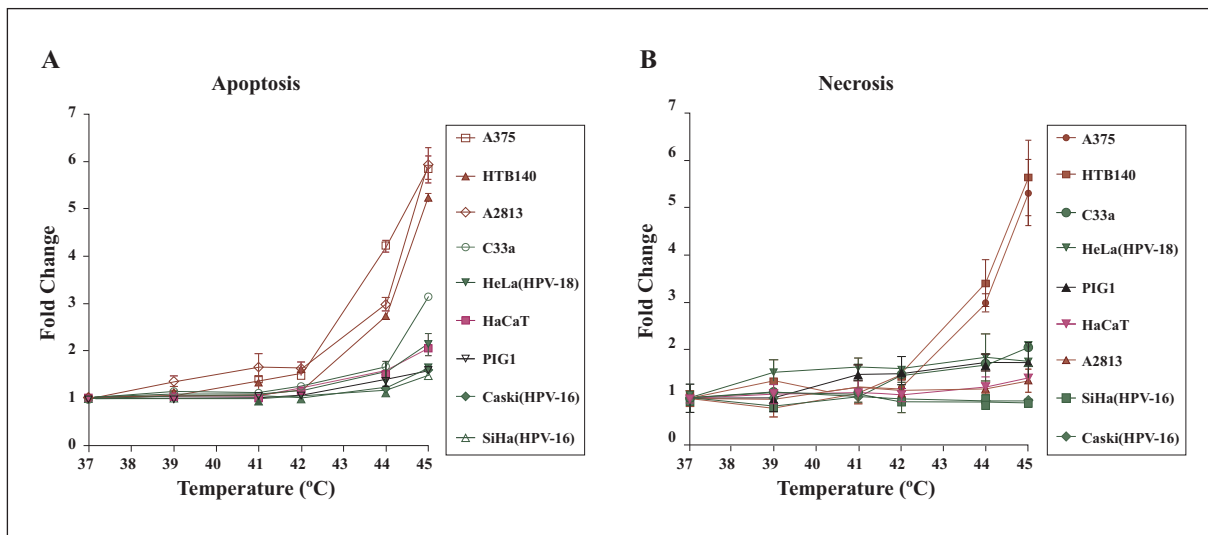 A
Apoptosis
Fold Change
7
6
5
4
3
2
1
0
37 38 39 40 41 42 43 44 45
Temperature (ºC)
A375
HTB140
A2813
C33a
HeLa(HPV-18)
HaCaT
PIG1
Caski(HPV-16)
SiHa(HPV-16)
B
Necrosis
Fold Change
7
6
5
4
3
2
1
0
37 38 39 40 41 42 43 44 45
Temperature (ºC)
A375
HTB140
C33a
HeLa(HPV-18)
PIG1
HaCaT
A2813
SiHa(HPV-16)
Caski(HPV-16)